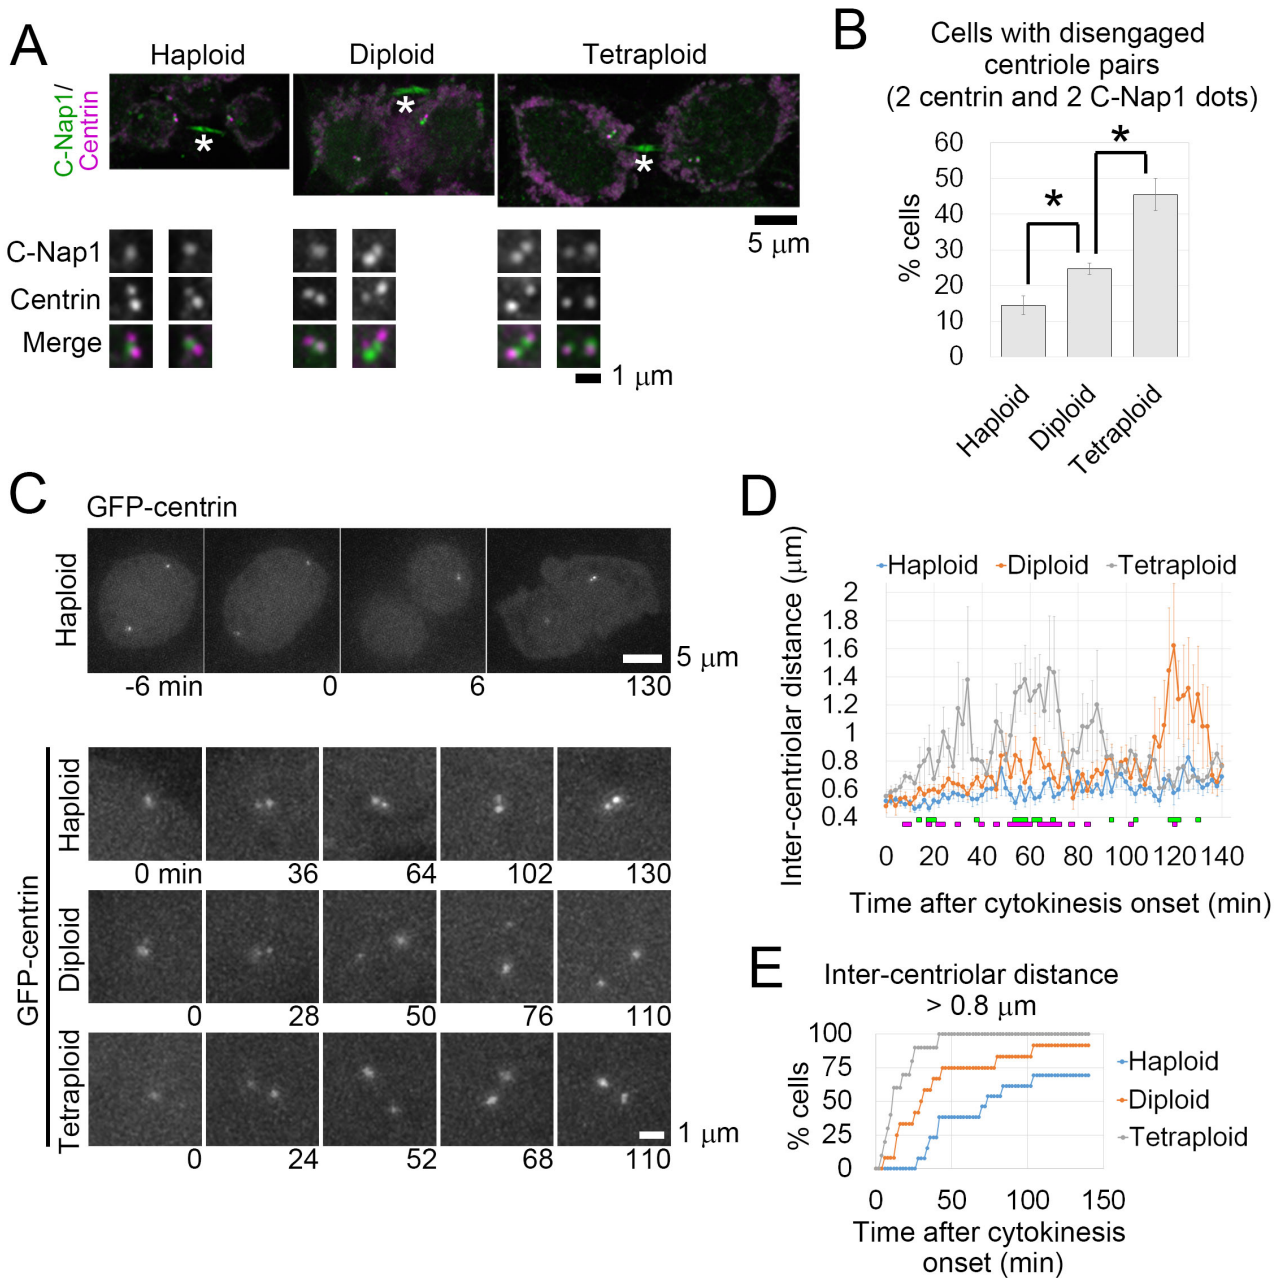 A
Haploid
Diploid
Tetraploid
C-Nap1/
Centrin
*
*
*
5 μm
C-Nap1
Centrin
Merge
1 μm
B
Cells with disengaged
centriole pairs
(2 centrin and 2 C-Nap1 dots)
% cells
60
50
40
30
20
10
0
*
*
Haploid
Diploid
Tetraploid
C
GFP-centrin
Haploid
-6 min
0
6
130
5 μm
GFP-centrin
Haploid
0 min
36
64
102
130
Diploid
0
28
50
76
110
Tetraploid
0
24
52
68
110
1 μm
D
Inter-centriolar distance (μm)
Haploid
Diploid
Tetraploid
2
1.8
1.6
1.4
1.2
1
0.8
0.6
0.4
0 20 40 60 80 100 120 140
Time after cytokinesis onset (min)
E
Inter-centriolar distance
> 0.8 μm
% cells
100
75
50
25
0
0 50 100 150
Haploid
Diploid
Tetraploid
Time after cytokinesis
onset (min)